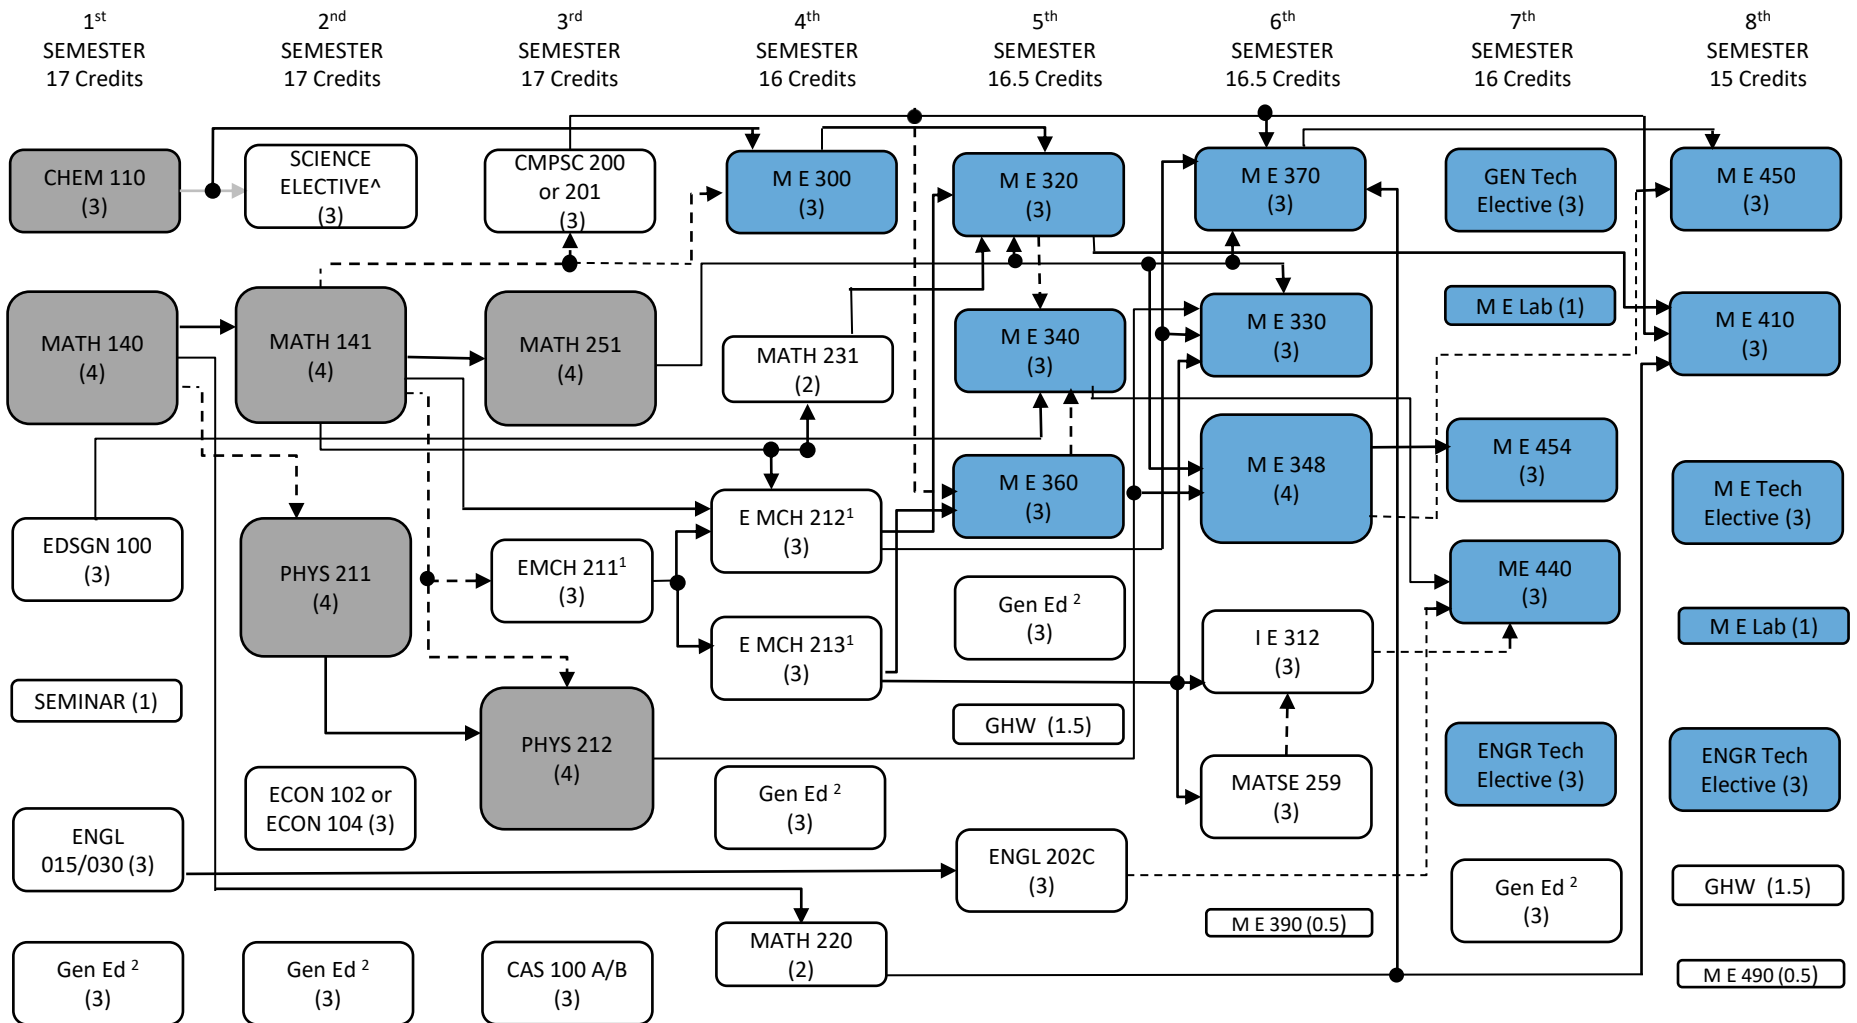 1st
SEMESTER
17 Credits
2nd
SEMESTER
17 Credits
3rd
SEMESTER
17 Credits
4th
SEMESTER
16 Credits
5th
SEMESTER
16.5 Credits
6th
SEMESTER
16.5 Credits
7th
SEMESTER
16 Credits
8th
SEMESTER
15 Credits
CHEM 110
(3)
MATH 140
(4)
EDSGN 100
(3)
SEMINAR (1)
ENGL
015/030 (3)
Gen Ed 2
(3)
SCIENCE
ELECTIVE^
(3)
MATH 141
(4)
PHYS 211
(4)
ECON 102 or
ECON 104 (3)
Gen Ed 2
(3)
CMPSC 200
or 201
(3)
MATH 251
(4)
EMCH 2111
(3)
PHYS 212
(4)
CAS 100 A/B
(3)
M E 300
(3)
MATH 231
(2)
E MCH 2121
(3)
E MCH 2131
(3)
Gen Ed 2
(3)
MATH 220
(2)
M E 320
(3)
M E 340
(3)
M E 360
(3)
Gen Ed 2
(3)
GHW (1.5)
ENGL 202C
(3)
M E 370
(3)
M E 330
(3)
M E 348
(4)
I E 312
(3)
MATSE 259
(3)
M E 390 (0.5)
GEN Tech
Elective (3)
M E Lab (1)
M E 454
(3)
ME 440
(3)
ENGR Tech
Elective (3)
Gen Ed 2
(3)
M E 450
(3)
M E 410
(3)
M E Tech
Elective (3)
M E Lab (1)
ENGR Tech
Elective (3)
GHW (1.5)
M E 490 (0.5)